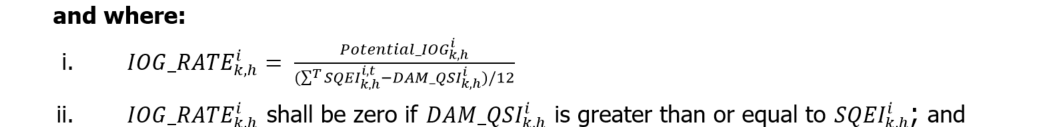 and where:
i. IOG_RATE^i_{k,h} = Potential_IOG^i_{k,h} / (∑^T SQEI^{i,t}_{k,h} − DAM_QSI^i_{k,h})/12
ii. IOG_RATE^i_{k,h} shall be zero if DAM_QSI^i_{k,h} is greater than or equal to SQEI^i_{k,h}; and